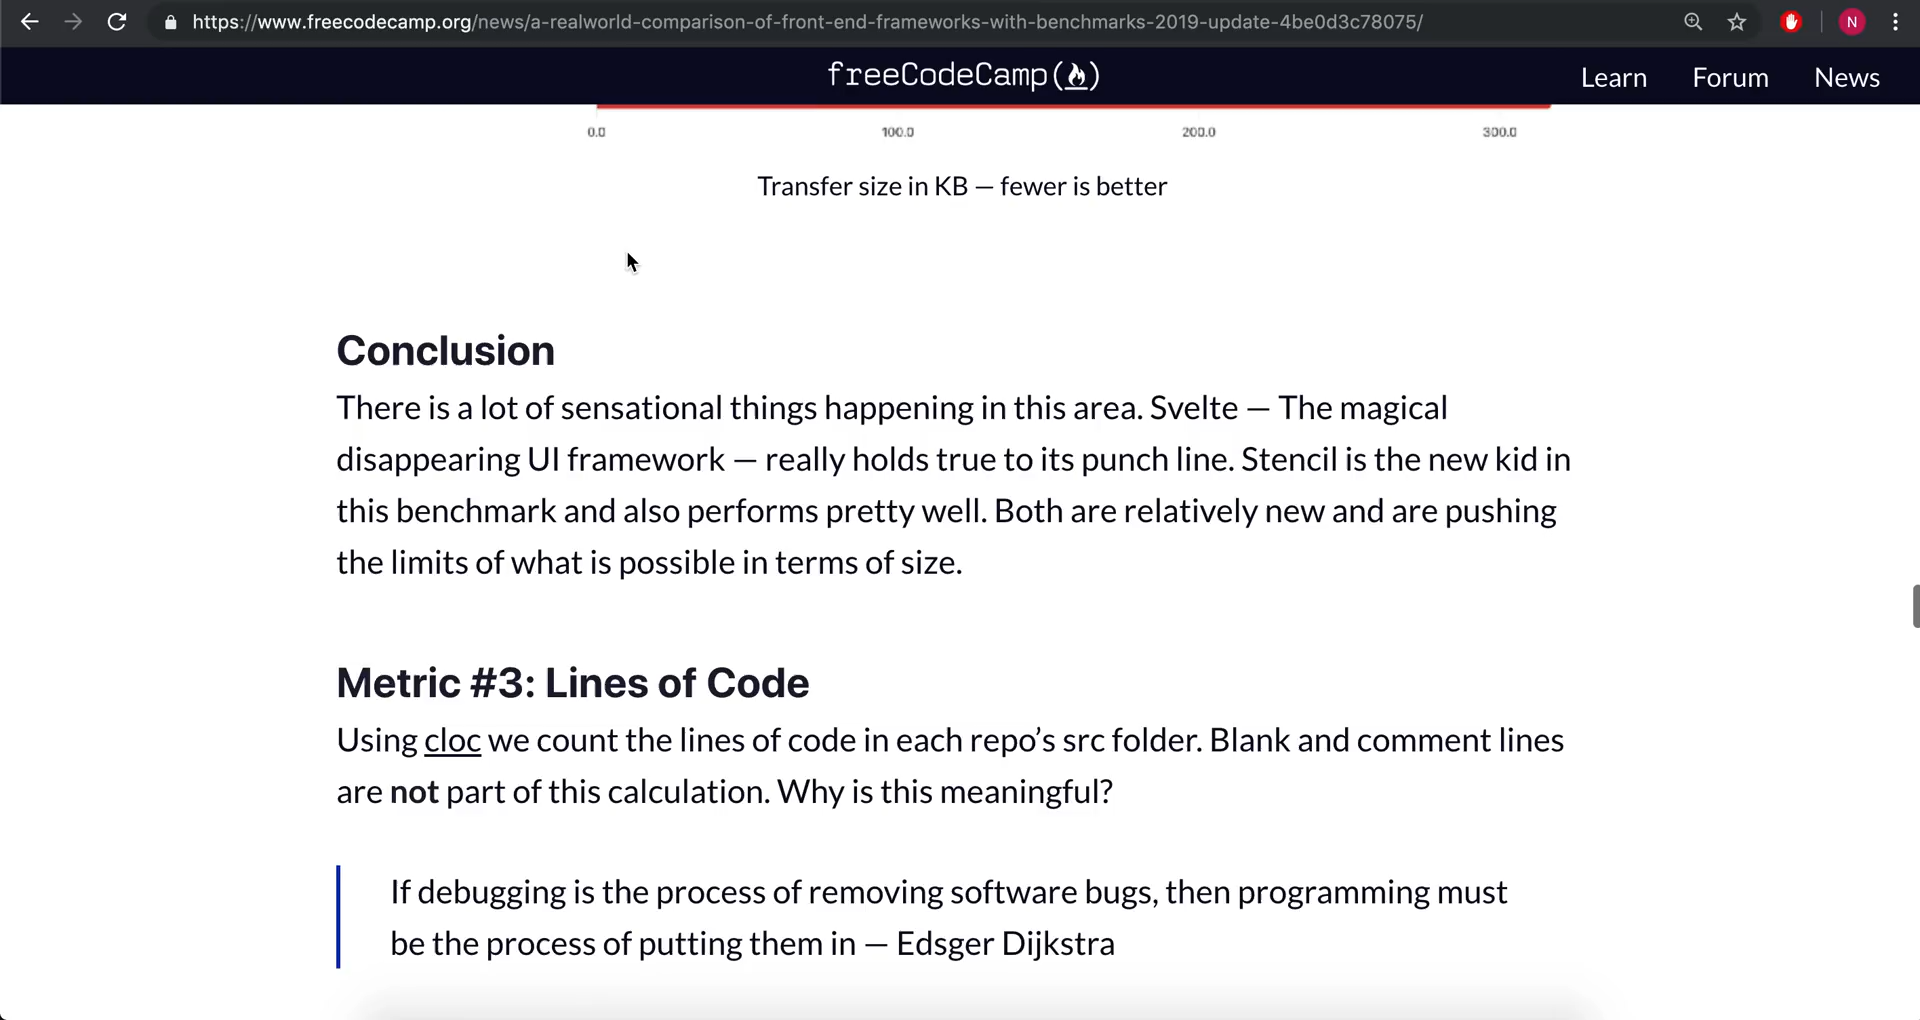 https://www.freecodecamp.org/news/a-realworld-comparison-of-front-end-frameworks-with-benchmarks-2019-update-4be0d3c78075/
N
freeCodeCamp(🔥)
Learn Forum News
0.0 100.0 200.0 300.0
Transfer size in KB — fewer is better
Conclusion
There is a lot of sensational things happening in this area. Svelte — The magical
disappearing UI framework — really holds true to its punch line. Stencil is the new kid in
this benchmark and also performs pretty well. Both are relatively new and are pushing
the limits of what is possible in terms of size.
Metric #3: Lines of Code
Using cloc we count the lines of code in each repo’s src folder. Blank and comment lines
are not part of this calculation. Why is this meaningful?
If debugging is the process of removing software bugs, then programming must
be the process of putting them in — Edsger Dijkstra